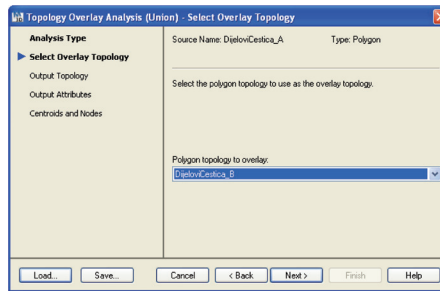 Topology Overlay Analysis (Union) - Select Overlay Topology
Analysis Type
Select Overlay Topology
Output Topology
Output Attributes
Centroids and Nodes
Source Name: DijeloviCestica_A Type: Polygon
Select the polygon topology to use as the overlay topology.
Polygon topology to overlay:
DijeloviCestica_B
Load... Save... Cancel < Back Next > Finish Help